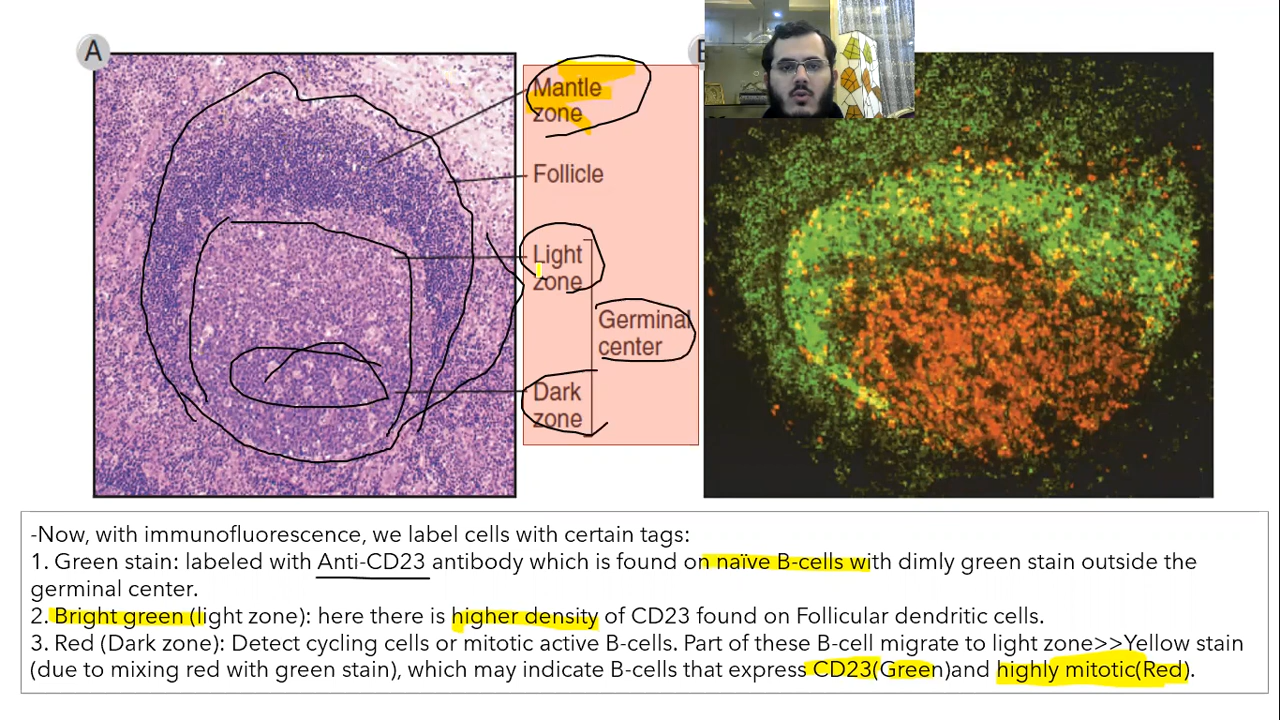 A
Mantle
zone
Follicle
Light
zone
Germinal
center
Dark
zone
-Now, with immunofluorescence, we label cells with certain tags:
1. Green stain: labeled with Anti-CD23 antibody which is found on naïve B-cells with dimly green stain outside the
germinal center.
2. Bright green (light zone): here there is higher density of CD23 found on Follicular dendritic cells.
3. Red (Dark zone): Detect cycling cells or mitotic active B-cells. Part of these B-cell migrate to light zone>>Yellow stain
(due to mixing red with green stain), which may indicate B-cells that express CD23(Green)and highly mitotic(Red).